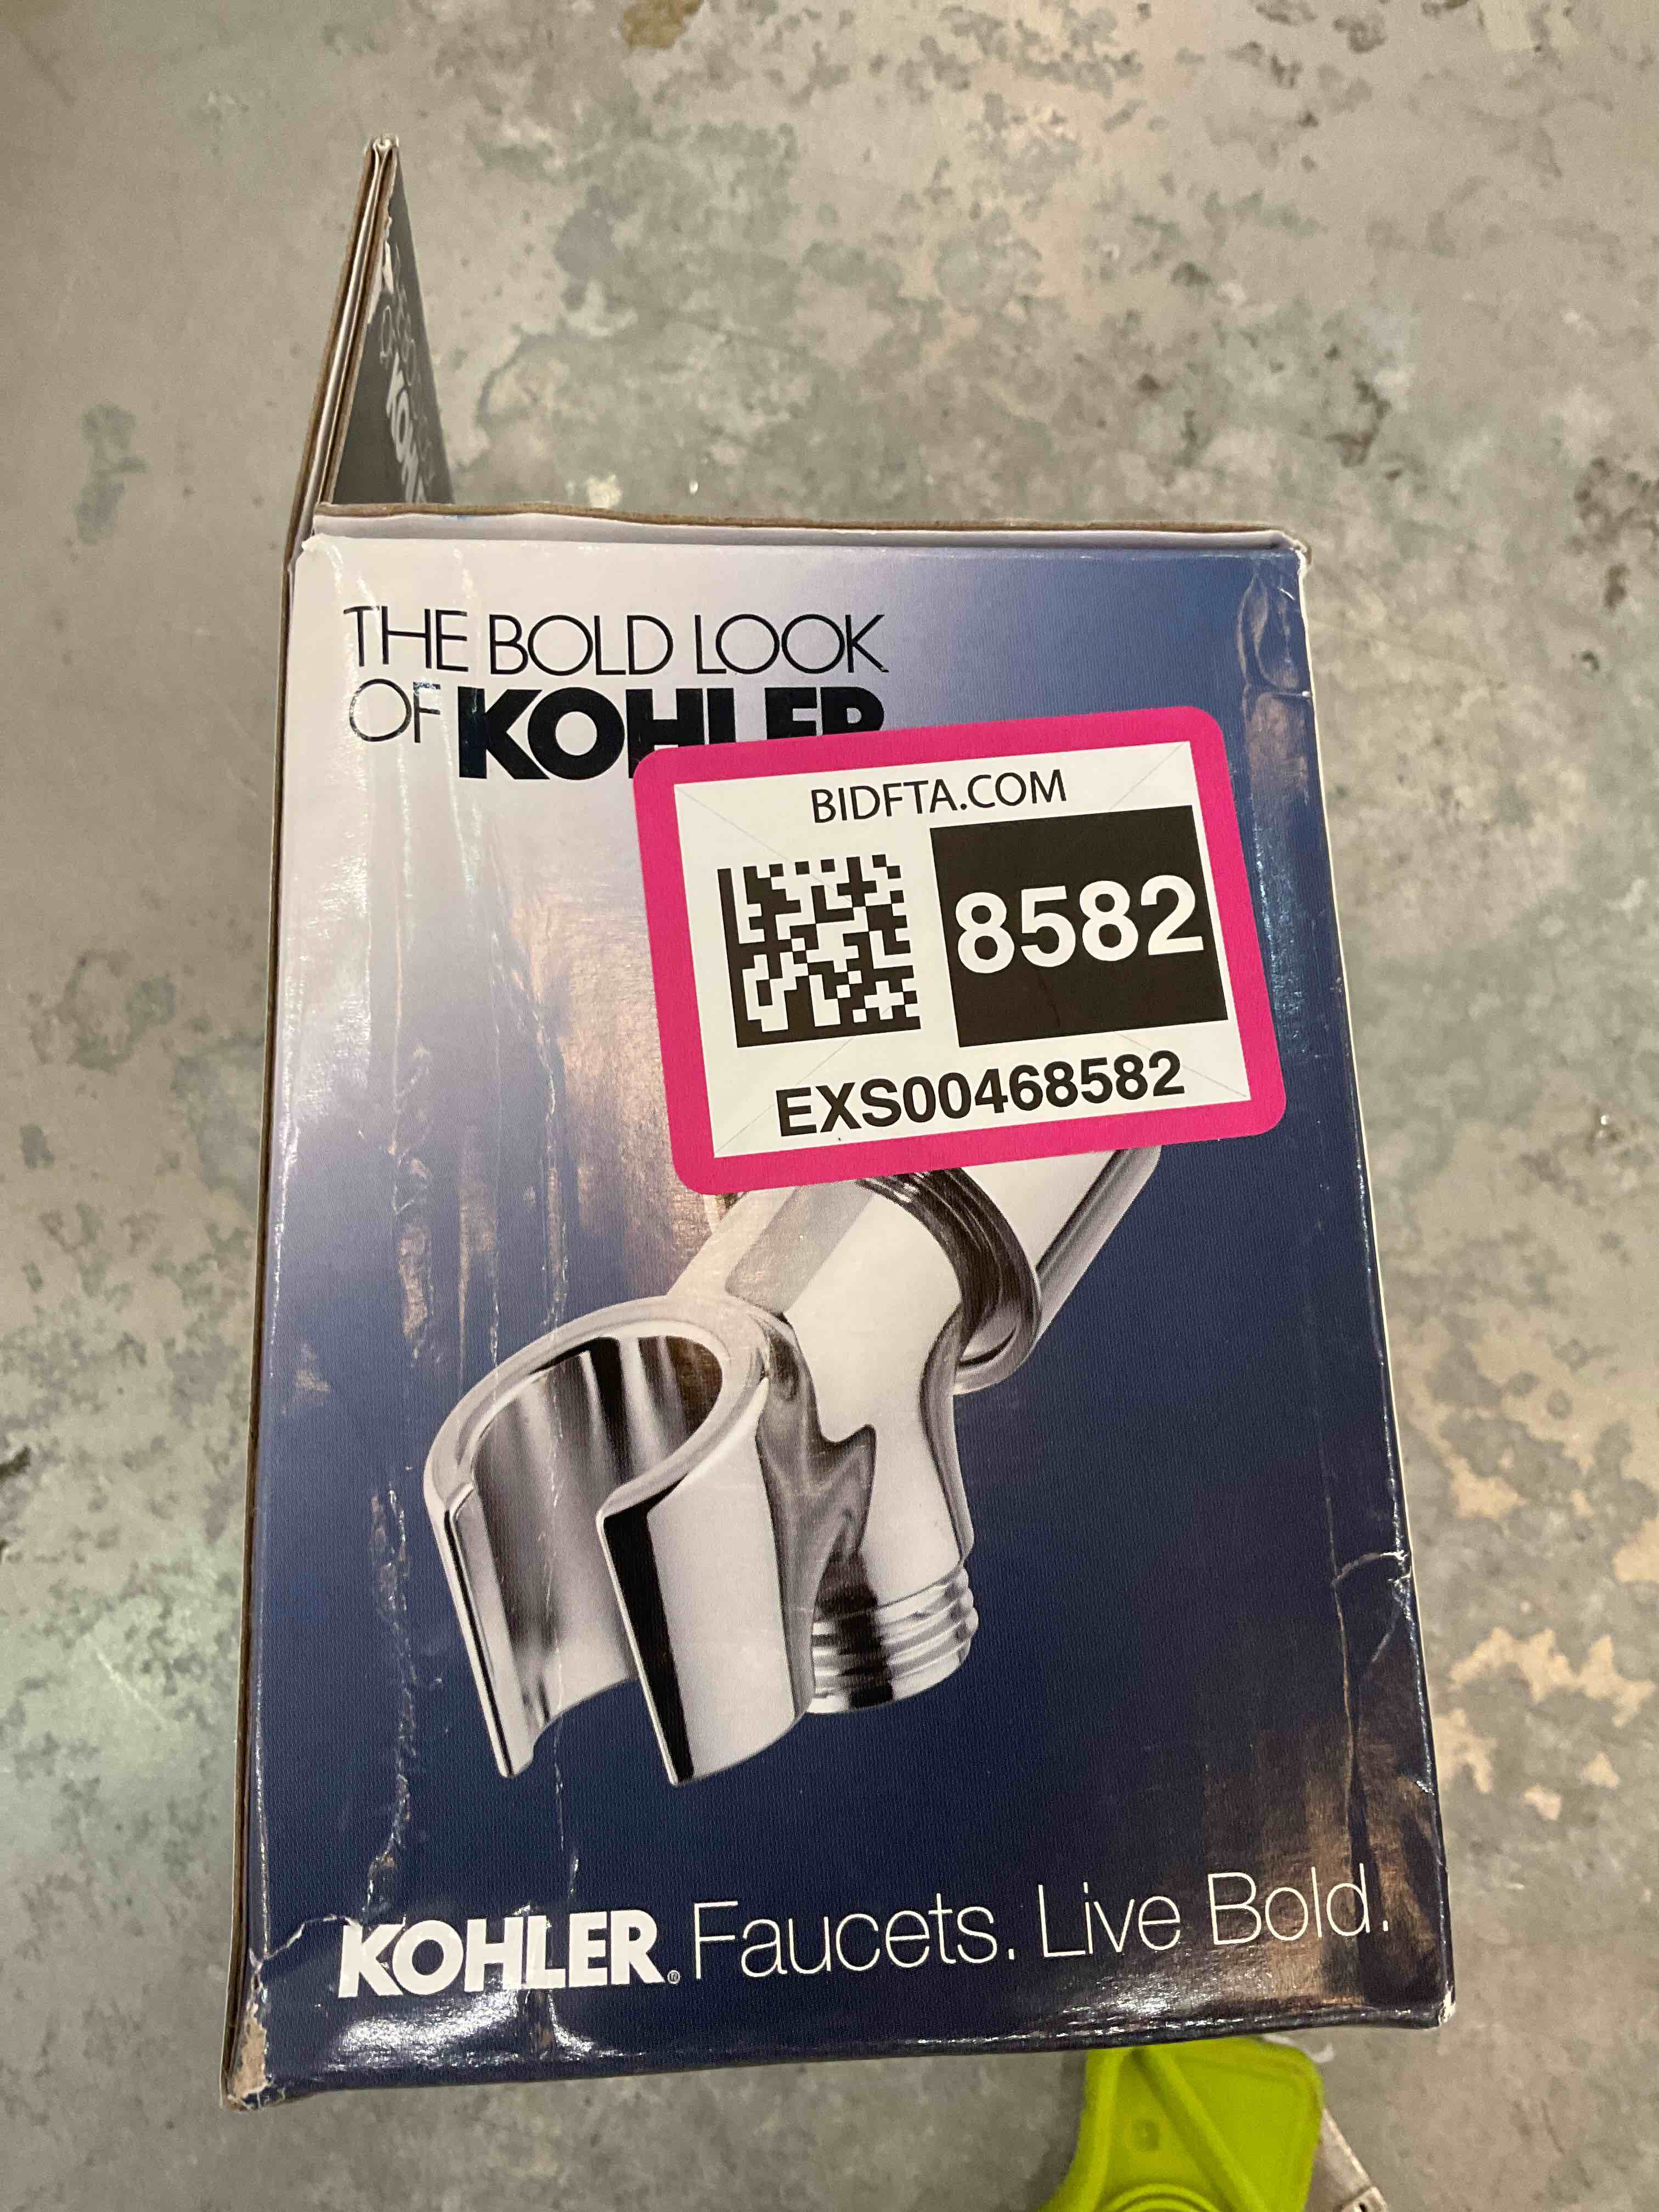 THE BOLD LOOK
OF KOHLER
BIDFTA.COM
8582
EXS00468582
KOHLER® Faucets. Live Bold.